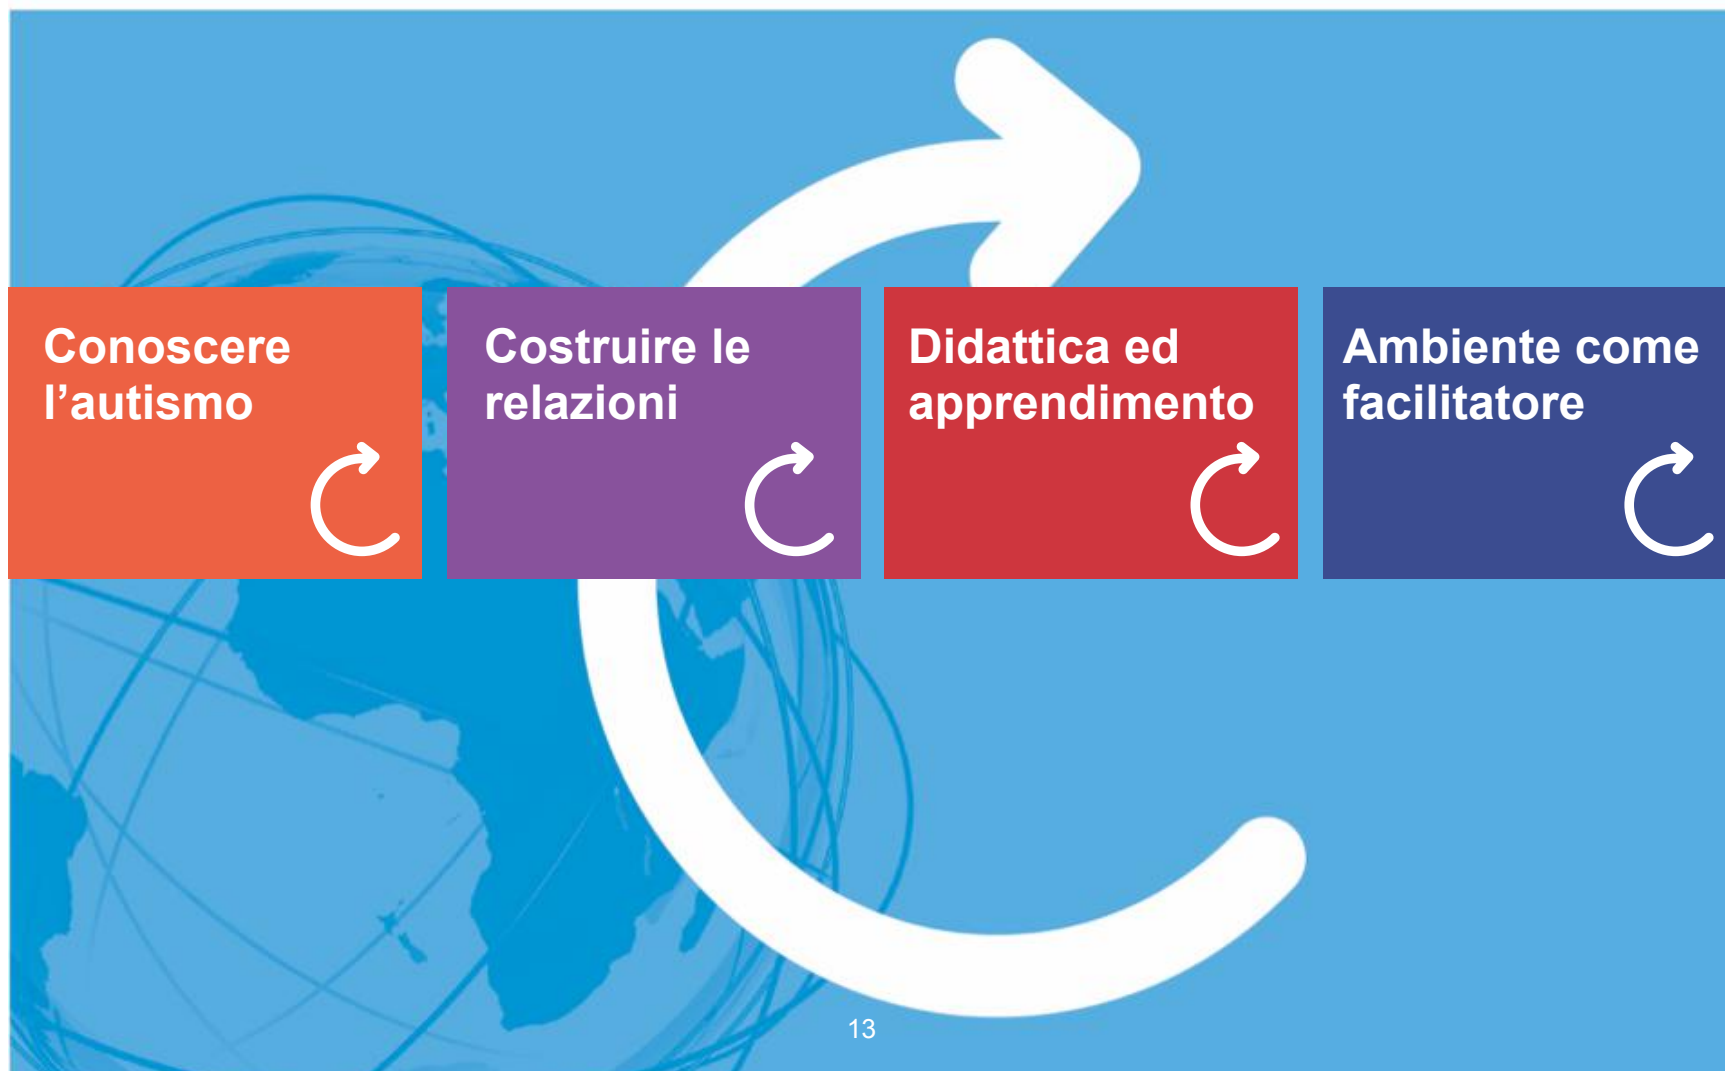 Conoscere
l’autismo
Costruire le
relazioni
Didattica ed
apprendimento
Ambiente come
facilitatore
13